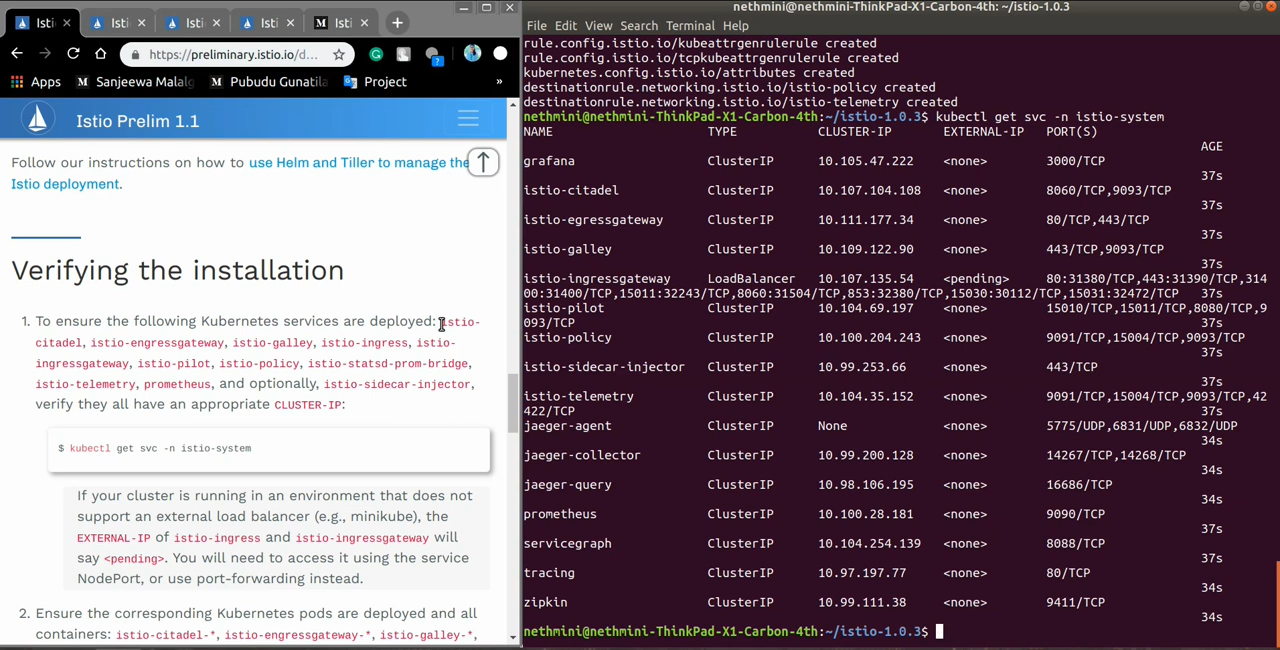 Isti
Isti
Isti
Isti
Isti
https://preliminary.istio.io/d...
Apps
Sanjeewa Malalg
Pubudu Gunatila
Project
»
Istio Prelim 1.1
Follow our instructions on how to use Helm and Tiller to manage the
Istio deployment.
Verifying the installation
1. To ensure the following Kubernetes services are deployed: istio-
citadel, istio-engressgateway, istio-galley, istio-ingress, istio-
ingressgateway, istio-pilot, istio-policy, istio-statsd-prom-bridge,
istio-telemetry, prometheus, and optionally, istio-sidecar-injector,
verify they all have an appropriate CLUSTER-IP:
$ kubectl get svc -n istio-system
If your cluster is running in an environment that does not
support an external load balancer (e.g., minikube), the
EXTERNAL-IP of istio-ingress and istio-ingressgateway will
say <pending>. You will need to access it using the service
NodePort, or use port-forwarding instead.
2. Ensure the corresponding Kubernetes pods are deployed and all
containers: istio-citadel-*, istio-engressgateway-*, istio-galley-*,
nethmini@nethmini-ThinkPad-X1-Carbon-4th: ~/istio-1.0.3
File Edit View Search Terminal Help
rule.config.istio.io/kubeattrgenrulerule created
rule.config.istio.io/tcpkubeattrgenrulerule created
kubernetes.config.istio.io/attributes created
destinationrule.networking.istio.io/istio-policy created
destinationrule.networking.istio.io/istio-telemetry created
nethmini@nethmini-ThinkPad-X1-Carbon-4th:~/istio-1.0.3$ kubectl get svc -n istio-system
NAME TYPE CLUSTER-IP EXTERNAL-IP PORT(S)
AGE
grafana ClusterIP 10.105.47.222 <none> 3000/TCP
37s
istio-citadel ClusterIP 10.107.104.108 <none> 8060/TCP,9093/TCP
37s
istio-egressgateway ClusterIP 10.111.177.34 <none> 80/TCP,443/TCP
37s
istio-galley ClusterIP 10.109.122.90 <none> 443/TCP,9093/TCP
37s
istio-ingressgateway LoadBalancer 10.107.135.54 <pending> 80:31380/TCP,443:31390/TCP,314
00:31400/TCP,15011:32243/TCP,8060:31504/TCP,853:32380/TCP,15030:30112/TCP,15031:32472/TCP 37s
istio-pilot ClusterIP 10.104.69.197 <none> 15010/TCP,15011/TCP,8080/TCP,9
093/TCP 37s
istio-policy ClusterIP 10.100.204.243 <none> 9091/TCP,15004/TCP,9093/TCP
37s
istio-sidecar-injector ClusterIP 10.99.253.66 <none> 443/TCP
37s
istio-telemetry ClusterIP 10.104.35.152 <none> 9091/TCP,15004/TCP,9093/TCP,42
422/TCP 37s
jaeger-agent ClusterIP None <none> 5775/UDP,6831/UDP,6832/UDP
34s
jaeger-collector ClusterIP 10.99.200.128 <none> 14267/TCP,14268/TCP
34s
jaeger-query ClusterIP 10.98.106.195 <none> 16686/TCP
34s
prometheus ClusterIP 10.100.28.181 <none> 9090/TCP
37s
servicegraph ClusterIP 10.104.254.139 <none> 8088/TCP
37s
tracing ClusterIP 10.97.197.77 <none> 80/TCP
34s
zipkin ClusterIP 10.99.111.38 <none> 9411/TCP
34s
nethmini@nethmini-ThinkPad-X1-Carbon-4th:~/istio-1.0.3$